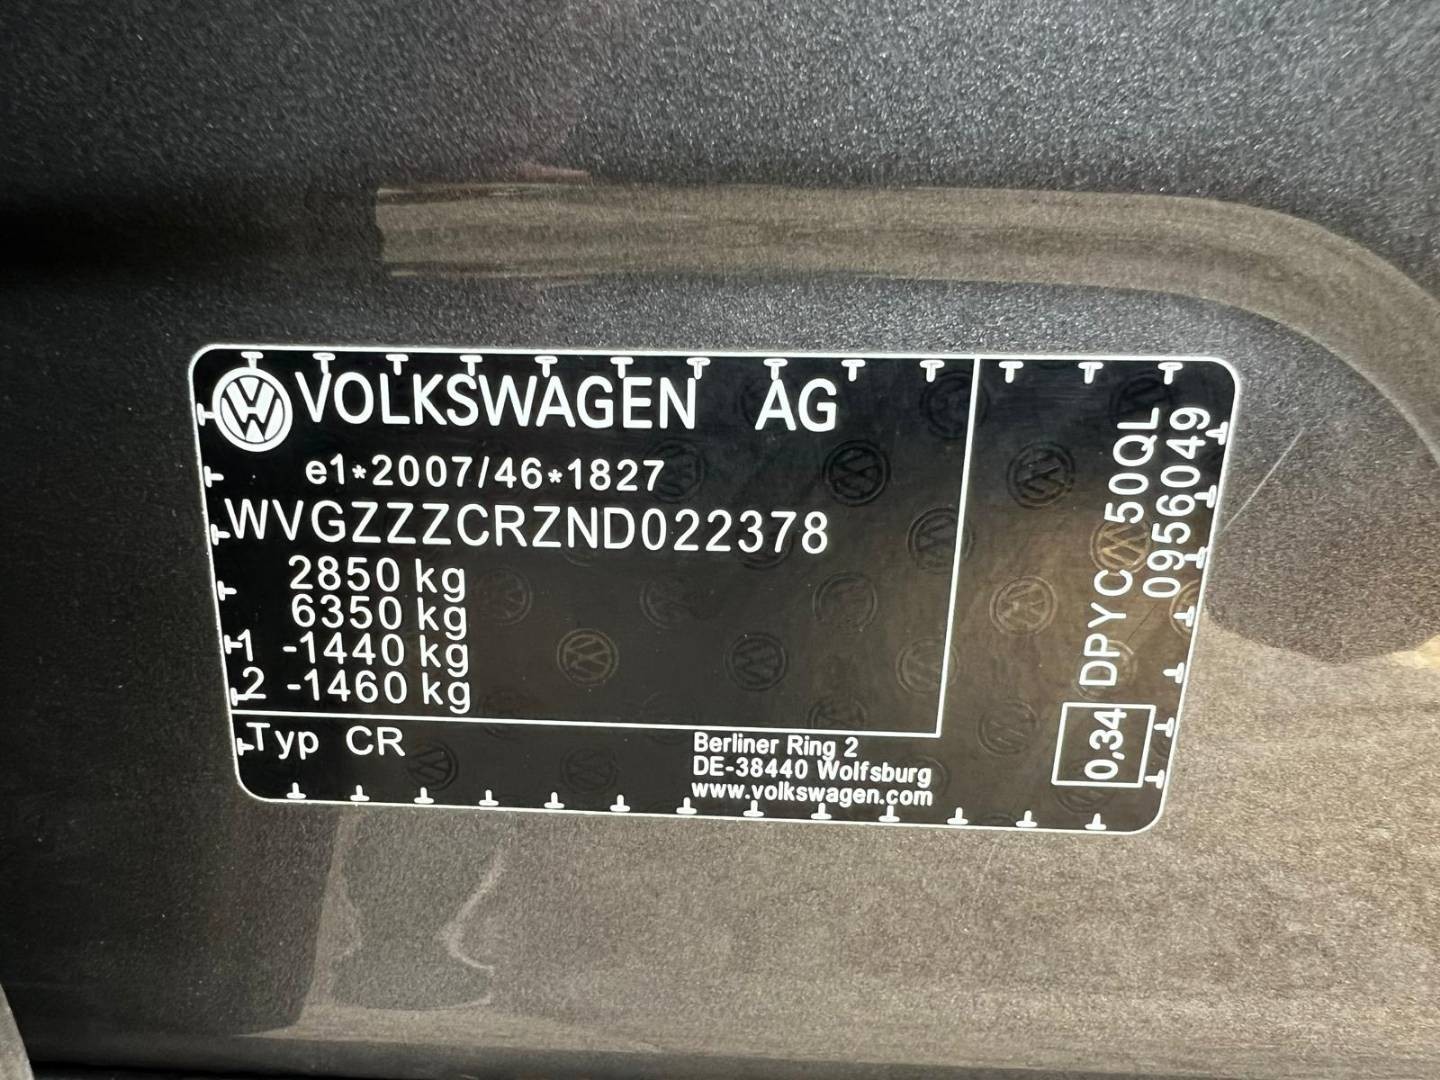 VOLKSWAGEN AG
e1*2007/46*1827
WVGZZZCRZND022378
2850 kg
6350 kg
1 -1440 kg
2 -1460 kg
Typ CR
Berliner Ring 2
DE-38440 Wolfsburg
www.volkswagen.com
0,34 DPYC 50QL
0956049